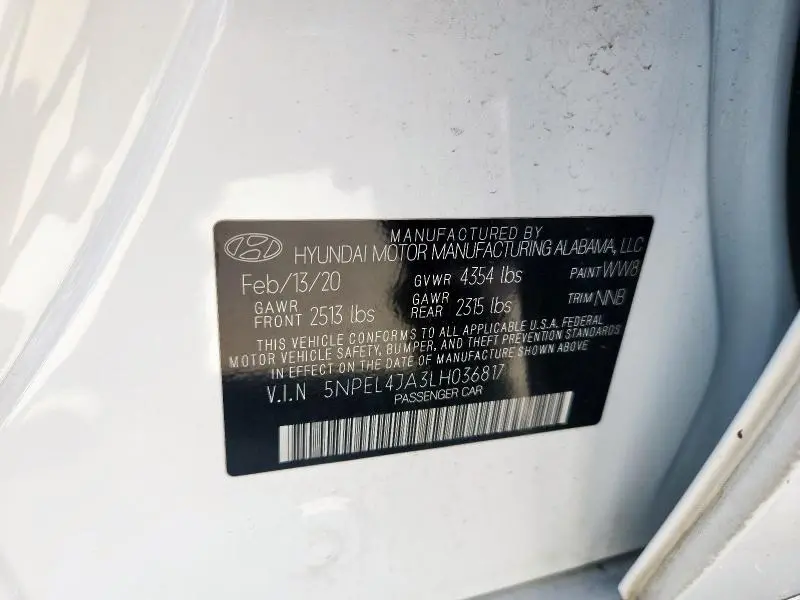 MANUFACTURED BY
HYUNDAI MOTOR MANUFACTURING ALABAMA, LLC
Feb/13/20 GVWR 4354 lbs PAINT WW8
GAWR FRONT 2513 lbs GAWR REAR 2315 lbs TRIM NNB
THIS VEHICLE CONFORMS TO ALL APPLICABLE U.S.A. FEDERAL
MOTOR VEHICLE SAFETY, BUMPER, AND THEFT PREVENTION STANDARDS
IN EFFECT ON THE DATE OF MANUFACTURE SHOWN ABOVE
V.I.N 5NPEL4JA3LH036817
PASSENGER CAR